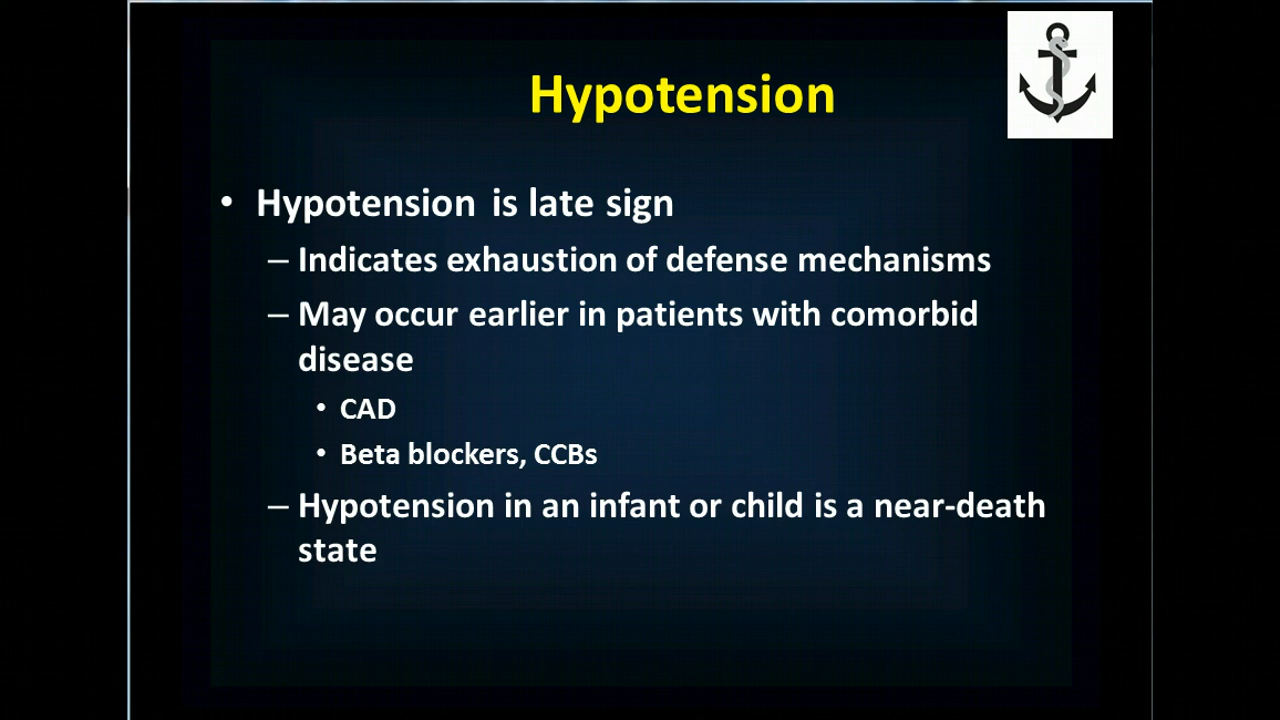 Hypotension
• Hypotension is late sign
– Indicates exhaustion of defense mechanisms
– May occur earlier in patients with comorbid
disease
• CAD
• Beta blockers, CCBs
– Hypotension in an infant or child is a near-death
state